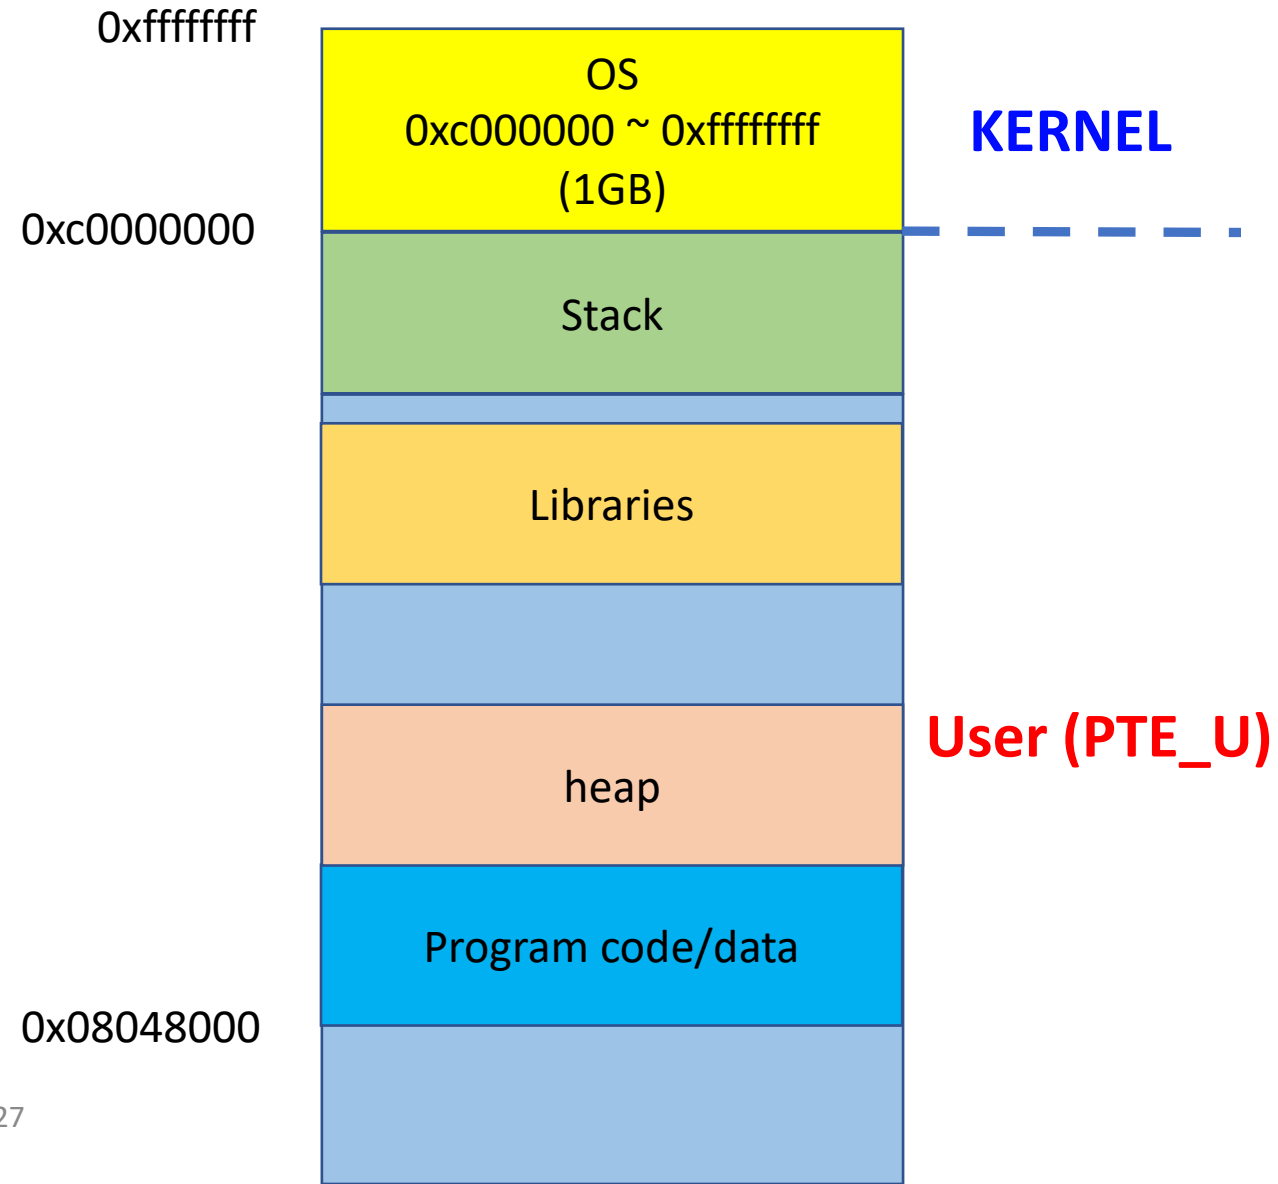 0xffffffff
OS
0xc000000 ~ 0xffffffff
(1GB)
KERNEL
0xc0000000
Stack
Libraries
User (PTE_U)
heap
Program code/data
0x08048000
27